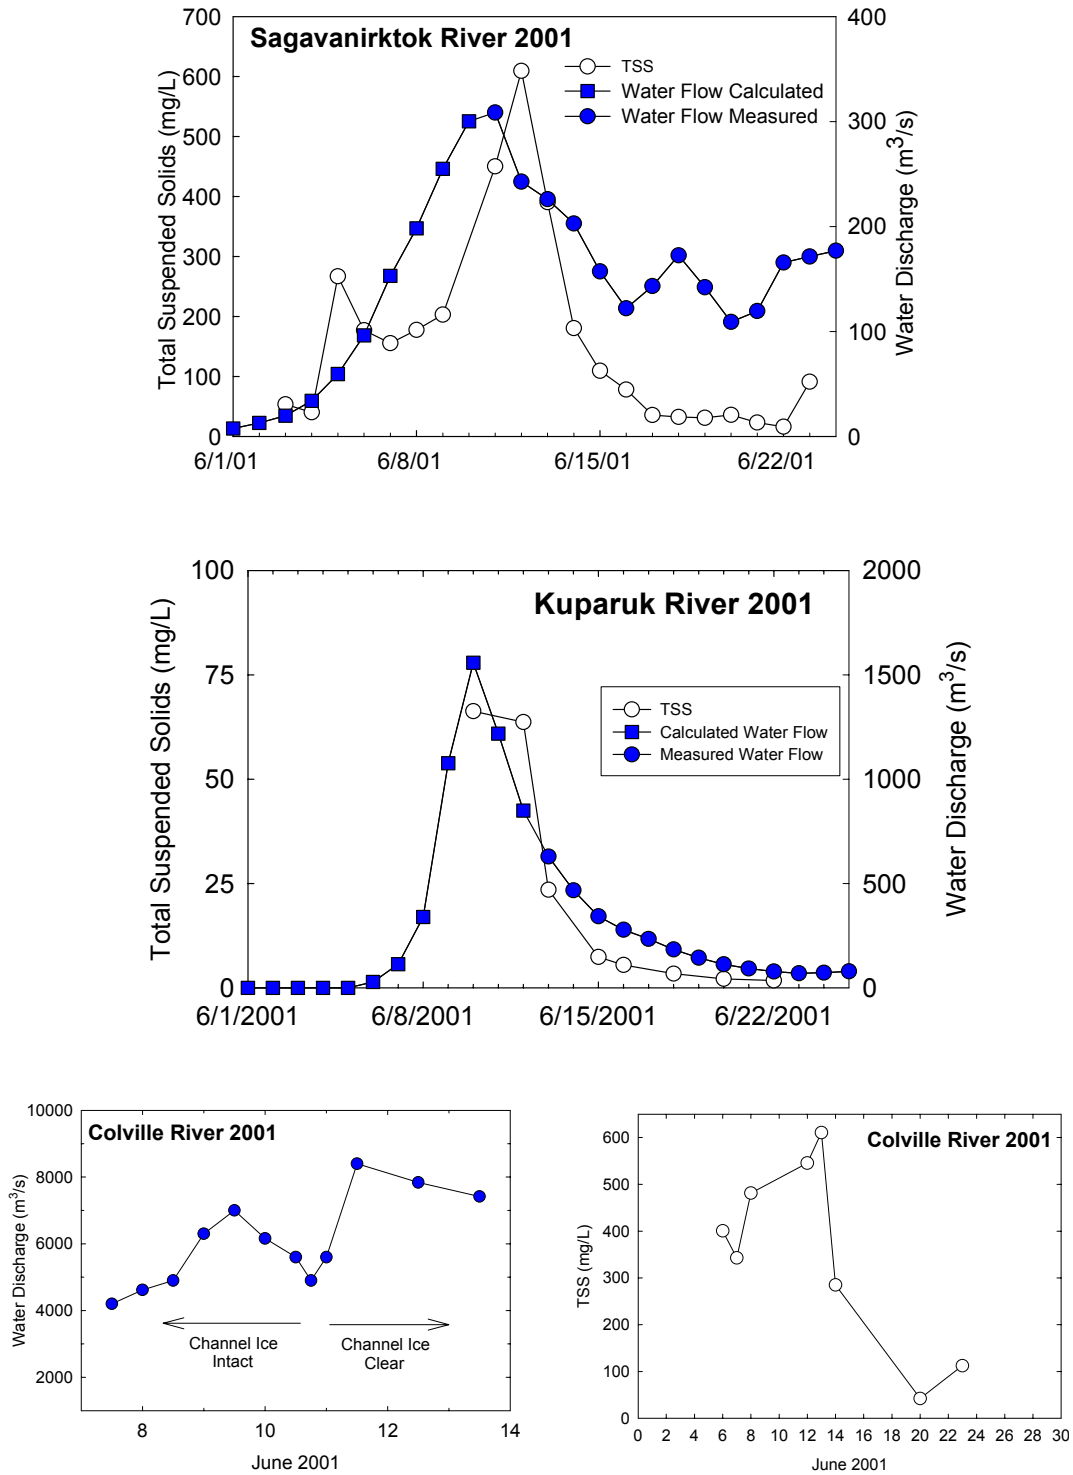 Sagavanirktok River 2001
TSS
Water Flow Calculated
Water Flow Measured
Total Suspended Solids (mg/L)
700
600
500
400
300
200
100
0
Water Discharge (m³/s)
400
300
200
100
0
6/1/01 6/8/01 6/15/01 6/22/01
Kuparuk River 2001
TSS
Calculated Water Flow
Measured Water Flow
Total Suspended Solids (mg/L)
100
75
50
25
0
Water Discharge (m³/s)
2000
1500
1000
500
0
6/1/2001 6/8/2001 6/15/2001 6/22/2001
Colville River 2001
Water Discharge (m³/s)
10000
8000
6000
4000
2000
Channel Ice
Intact
Channel Ice
Clear
8 10 12 14
June 2001
Colville River 2001
TSS (mg/L)
600
500
400
300
200
100
0
0 2 4 6 8 10 12 14 16 18 20 22 23 24 26 28 30
June 2001